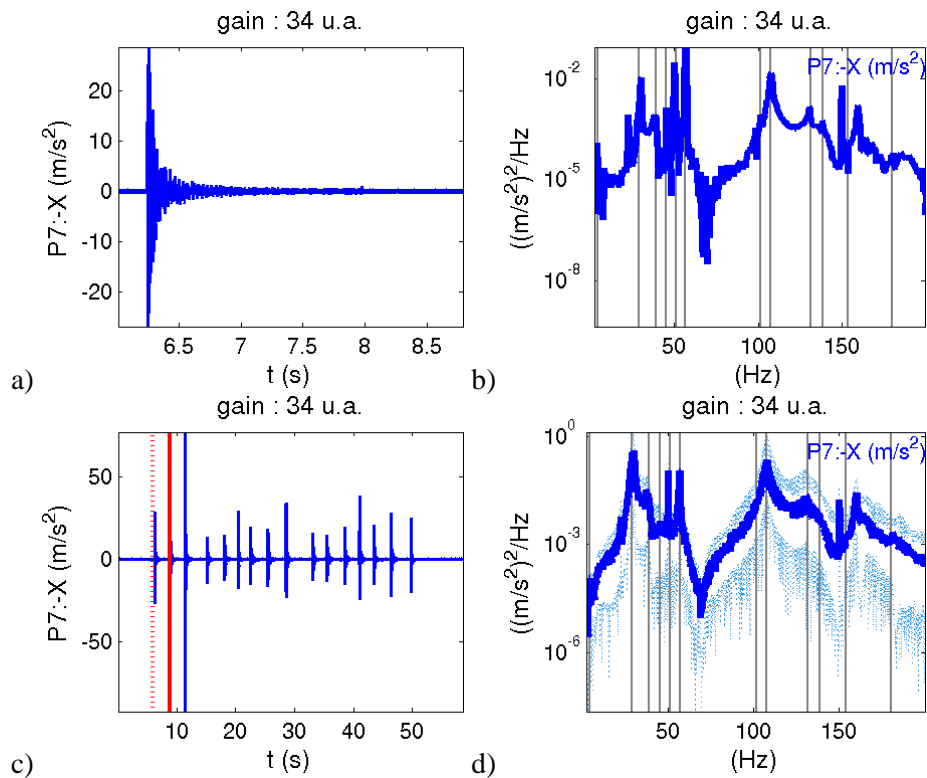 gain : 34 u.a.
P7:-X (m/s²)
20
10
0
-10
-20
6.5
7
7.5
8
8.5
t (s)
a)
gain : 34 u.a.
P7:-X (m/s²)
((m/s²)²/Hz
10⁻²
10⁻⁵
10⁻⁸
50
100
150
(Hz)
b)
gain : 34 u.a.
P7:-X (m/s²)
50
0
-50
10
20
30
40
50
t (s)
c)
gain : 34 u.a.
P7:-X (m/s²)
((m/s²)²/Hz
10⁰
10⁻³
10⁻⁶
50
100
150
(Hz)
d)